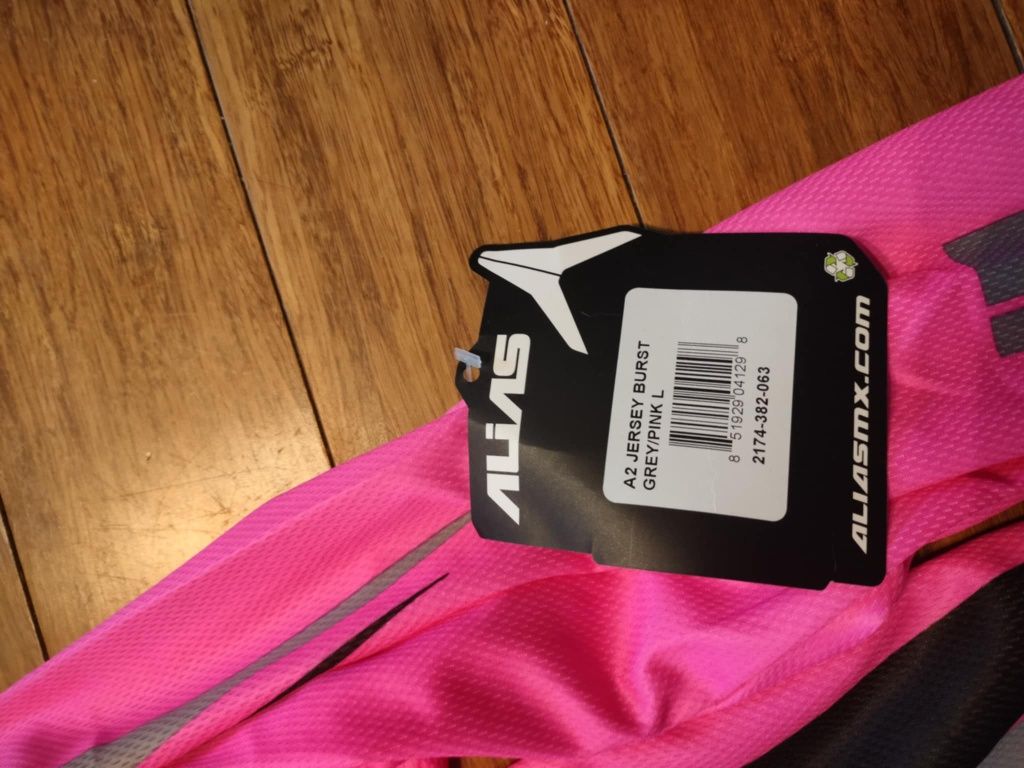 ALIAS
A2 JERSEY BURST
GREY/PINK L
8 51929 04129 8
2174-382-063
ALIASMX.COM